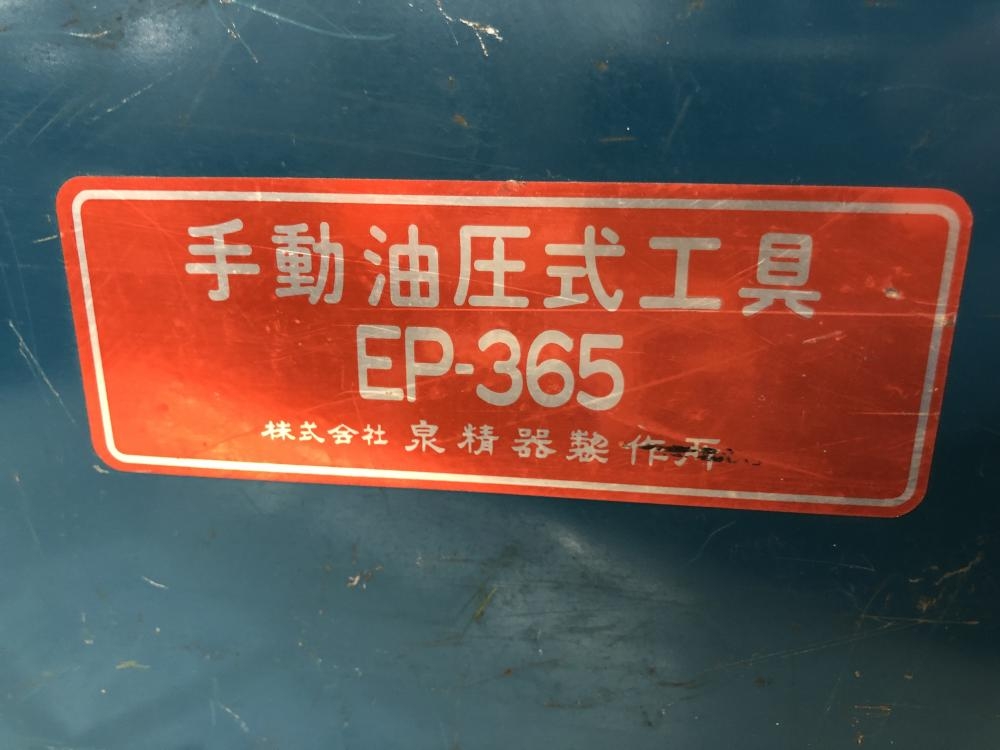 手動油圧式工具
EP-365
株式会社 泉精器製作所